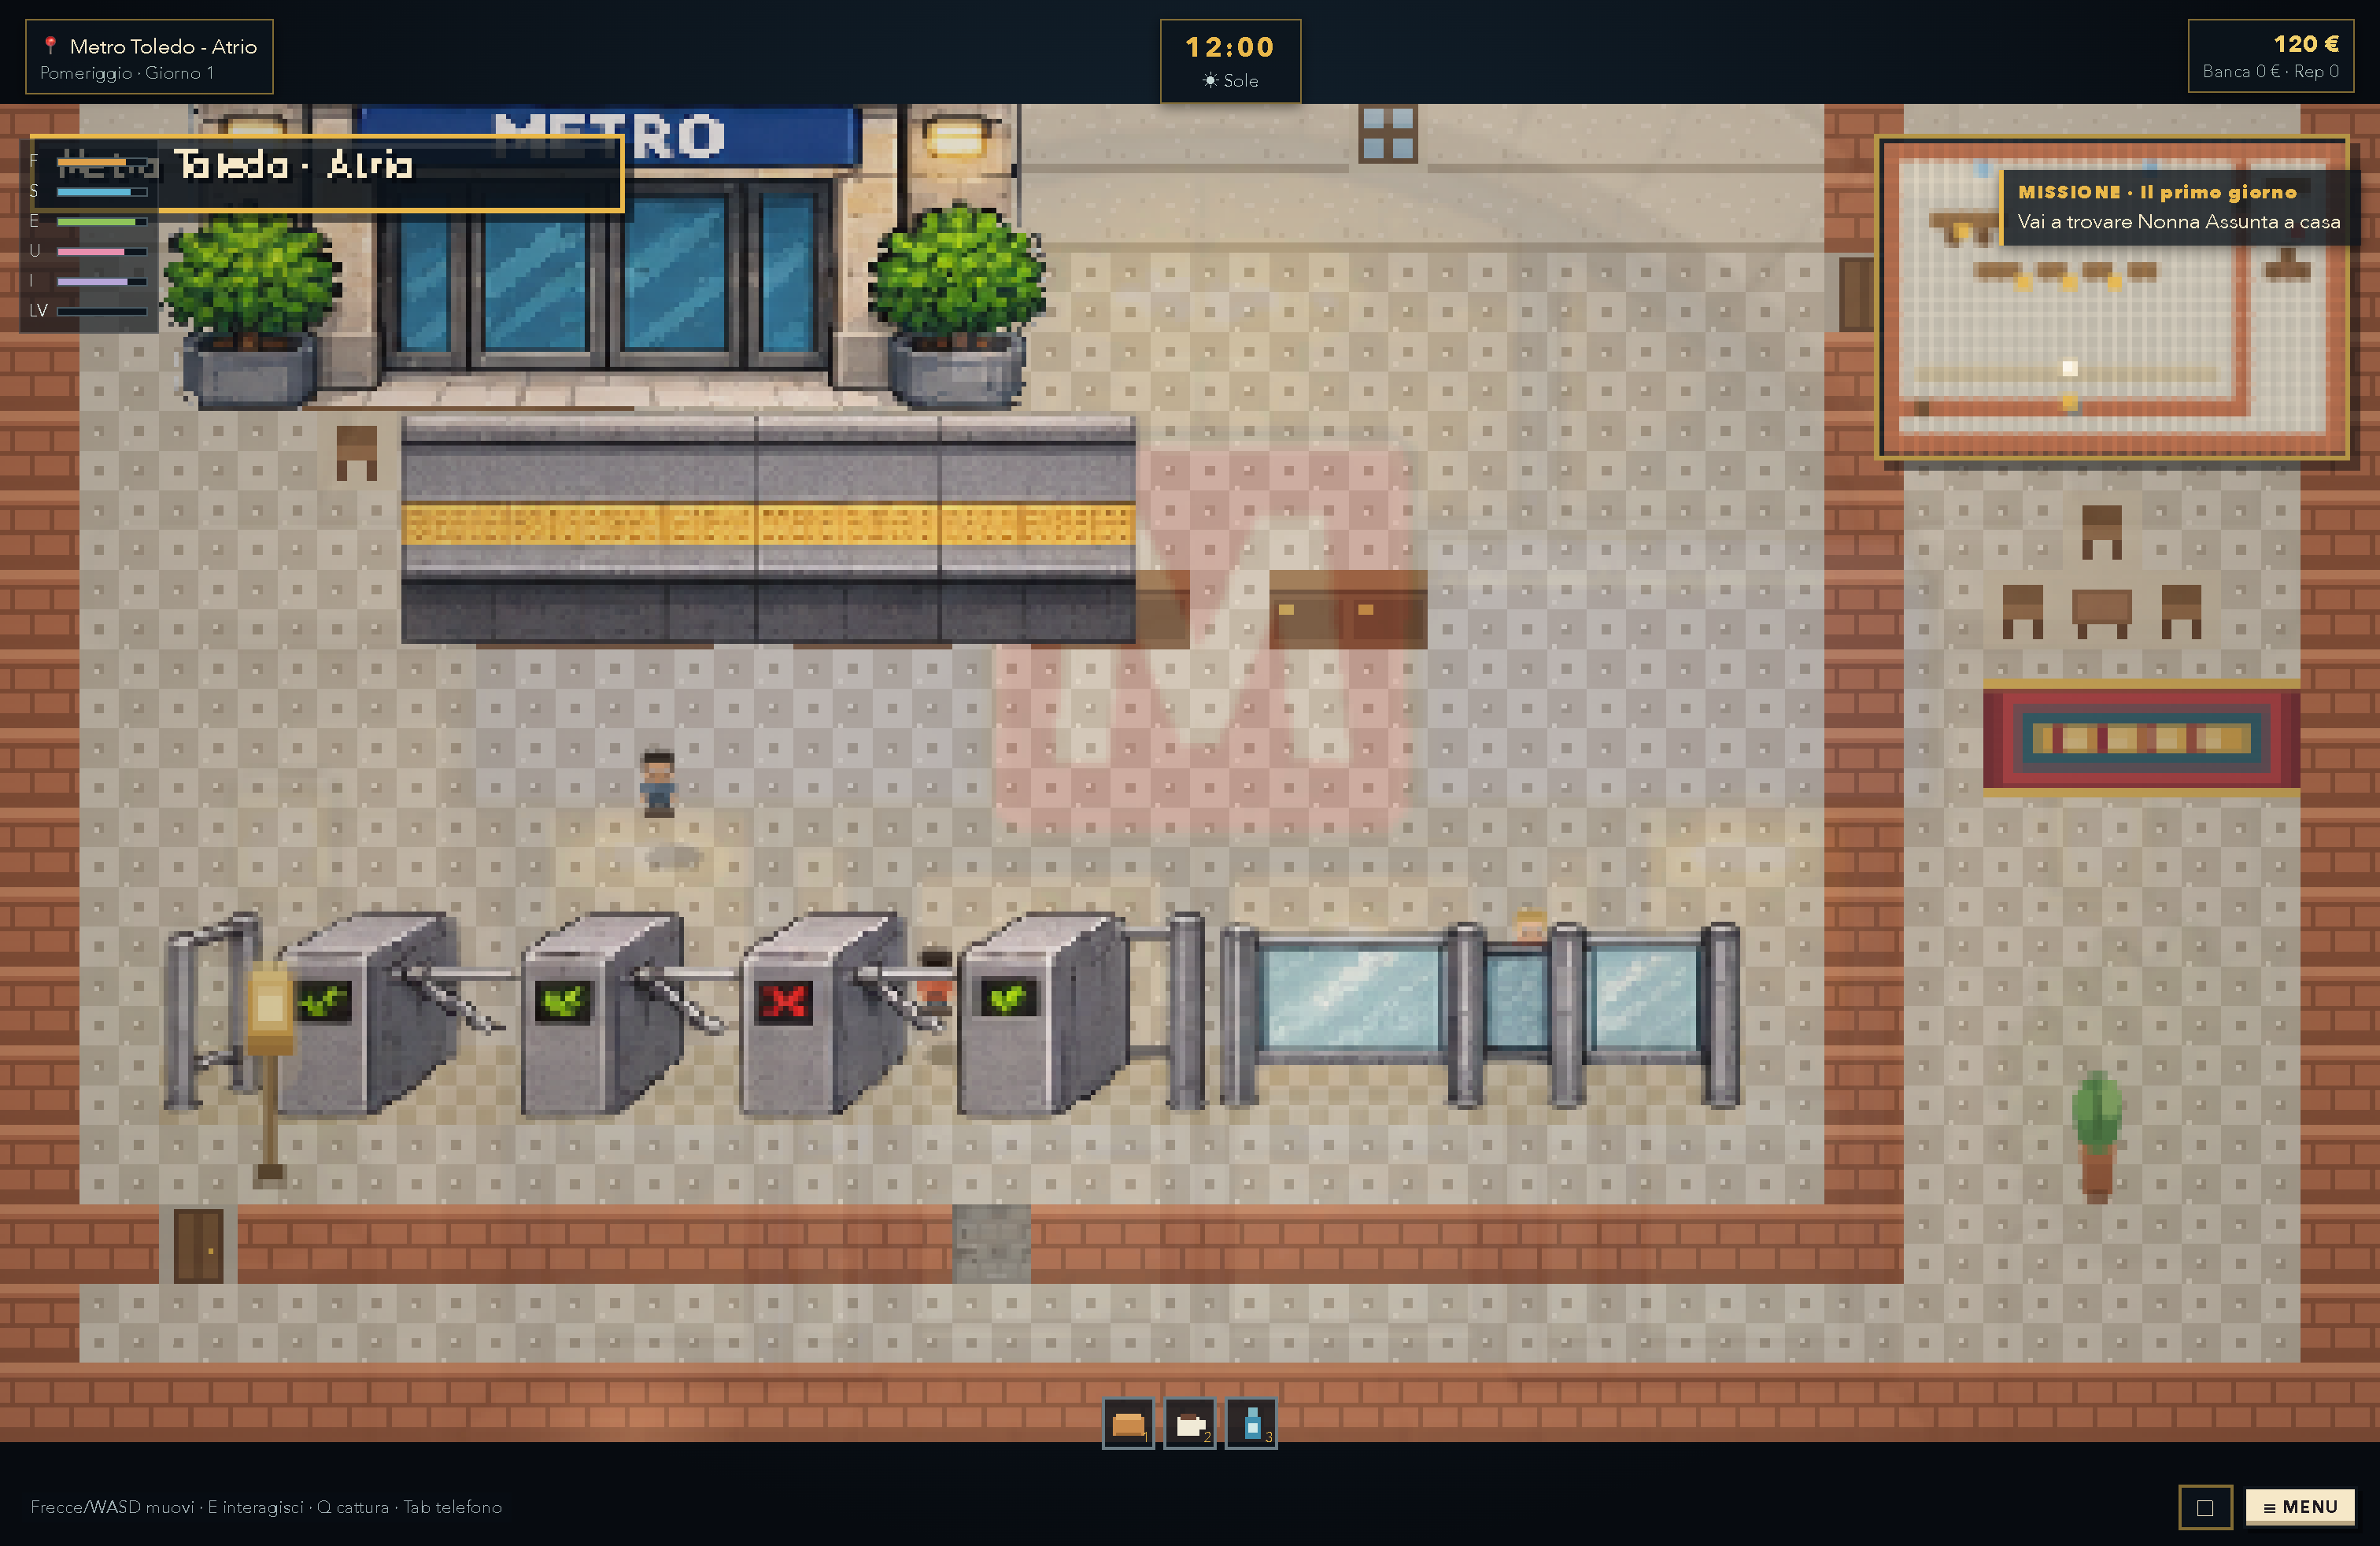 📍 Metro Toledo - Atrio
Pomeriggio · Giorno 1
12:00
☀ Sole
120 €
Banca 0 € · Rep 0
METRO
Metro Toledo · Atrio
F
S
E
U
I
LV
MISSIONE · Il primo giorno
Vai a trovare Nonna Assunta a casa
M
1
2
3
Frecce/WASD muovi · E interagisci · Q cattura · Tab telefono
≡ MENU